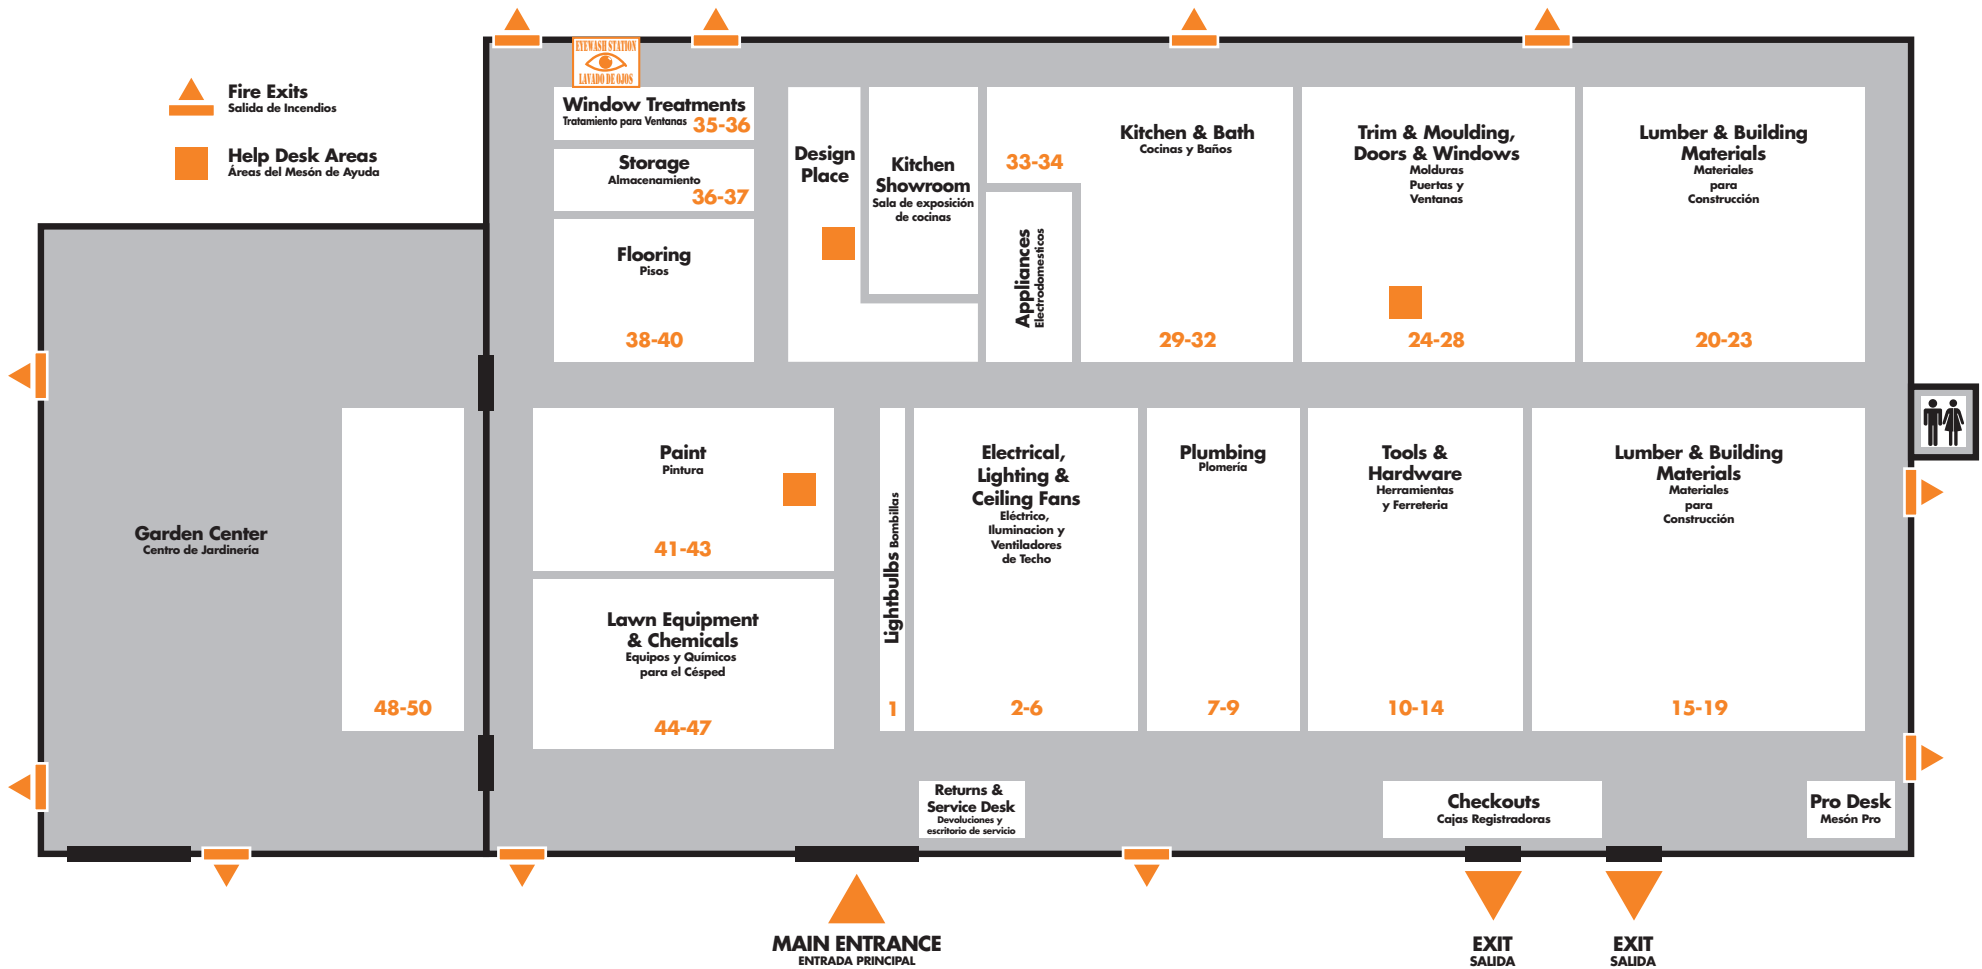 EYEWASH STATION
LAVADO DE OJOS
Fire Exits
Salida de Incendios
Help Desk Areas
Áreas del Mesón de Ayuda
Window Treatments
Tratamiento para Ventanas 35-36
Storage
Almacenamiento
36-37
Flooring
Pisos
38-40
Design
Place
Kitchen
Showroom
Sala de exposición
de cocinas
33-34
Appliances
Electrodomesticos
Kitchen & Bath
Cocinas y Baños
29-32
Trim & Moulding,
Doors & Windows
Molduras
Puertas y
Ventanas
24-28
Lumber & Building
Materials
Materiales
para
Construcción
20-23
Garden Center
Centro de Jardinería
48-50
Paint
Pintura
41-43
Lawn Equipment
& Chemicals
Equipos y Químicos
para el Césped
44-47
Lightbulbs Bombillas
1
Electrical,
Lighting &
Ceiling Fans
Eléctrico,
Iluminacion y
Ventiladores
de Techo
2-6
Plumbing
Plomería
7-9
Tools &
Hardware
Herramientas
y Ferreteria
10-14
Lumber & Building
Materials
Materiales
para
Construcción
15-19
Returns &
Service Desk
Devoluciones y
escritorio de servicio
Checkouts
Cajas Registradoras
Pro Desk
Mesón Pro
MAIN ENTRANCE
ENTRADA PRINCIPAL
EXIT
SALIDA
EXIT
SALIDA